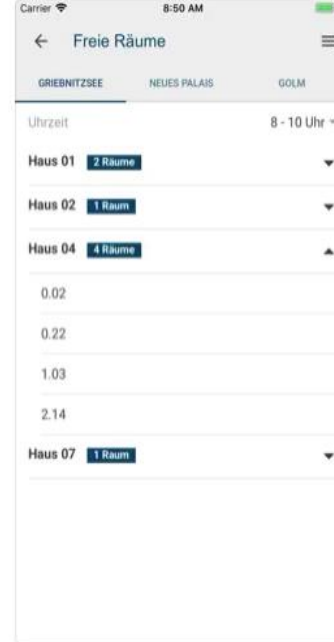 Carrier 8:50 AM
Freie Räume
GRIEBNITZSEE NEUES PALAIS GOLM
Uhrzeit 8 - 10 Uhr
Haus 01 2 Räume
Haus 02 1 Raum
Haus 04 4 Räume
0.02
0.22
1.03
2.14
Haus 07 1 Raum